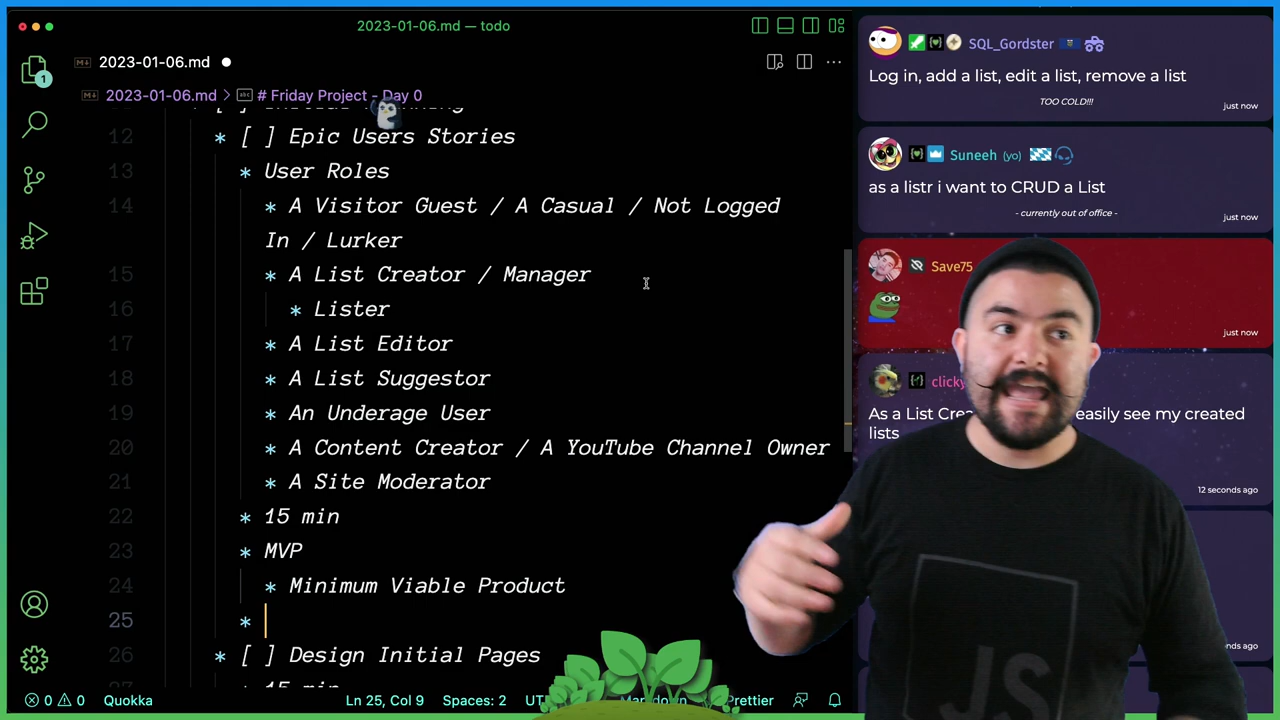 2023-01-06.md — todo
2023-01-06.md
2023-01-06.md > # Friday Project - Day 0
12 * [ ] Epic Users Stories
13 * User Roles
14 * A Visitor Guest / A Casual / Not Logged
In / Lurker
15 * A List Creator / Manager
16 * Lister
17 * A List Editor
18 * A List Suggestor
19 * An Underage User
20 * A Content Creator / A YouTube Channel Owner
21 * A Site Moderator
22 * 15 min
23 * MVP
24 * Minimum Viable Product
25 *
26 * [ ] Design Initial Pages
0 0 Quokka Ln 25, Col 9 Spaces: 2 Markdown Prettier
1
SQL_Gordster
Log in, add a list, edit a list, remove a list
TOO COLD!!!
just now
Suneeh (yo)
as a listr i want to CRUD a List
- currently out of office -
just now
Save75
just now
clicky
As a List easily see my created
lists
12 seconds ago
JS